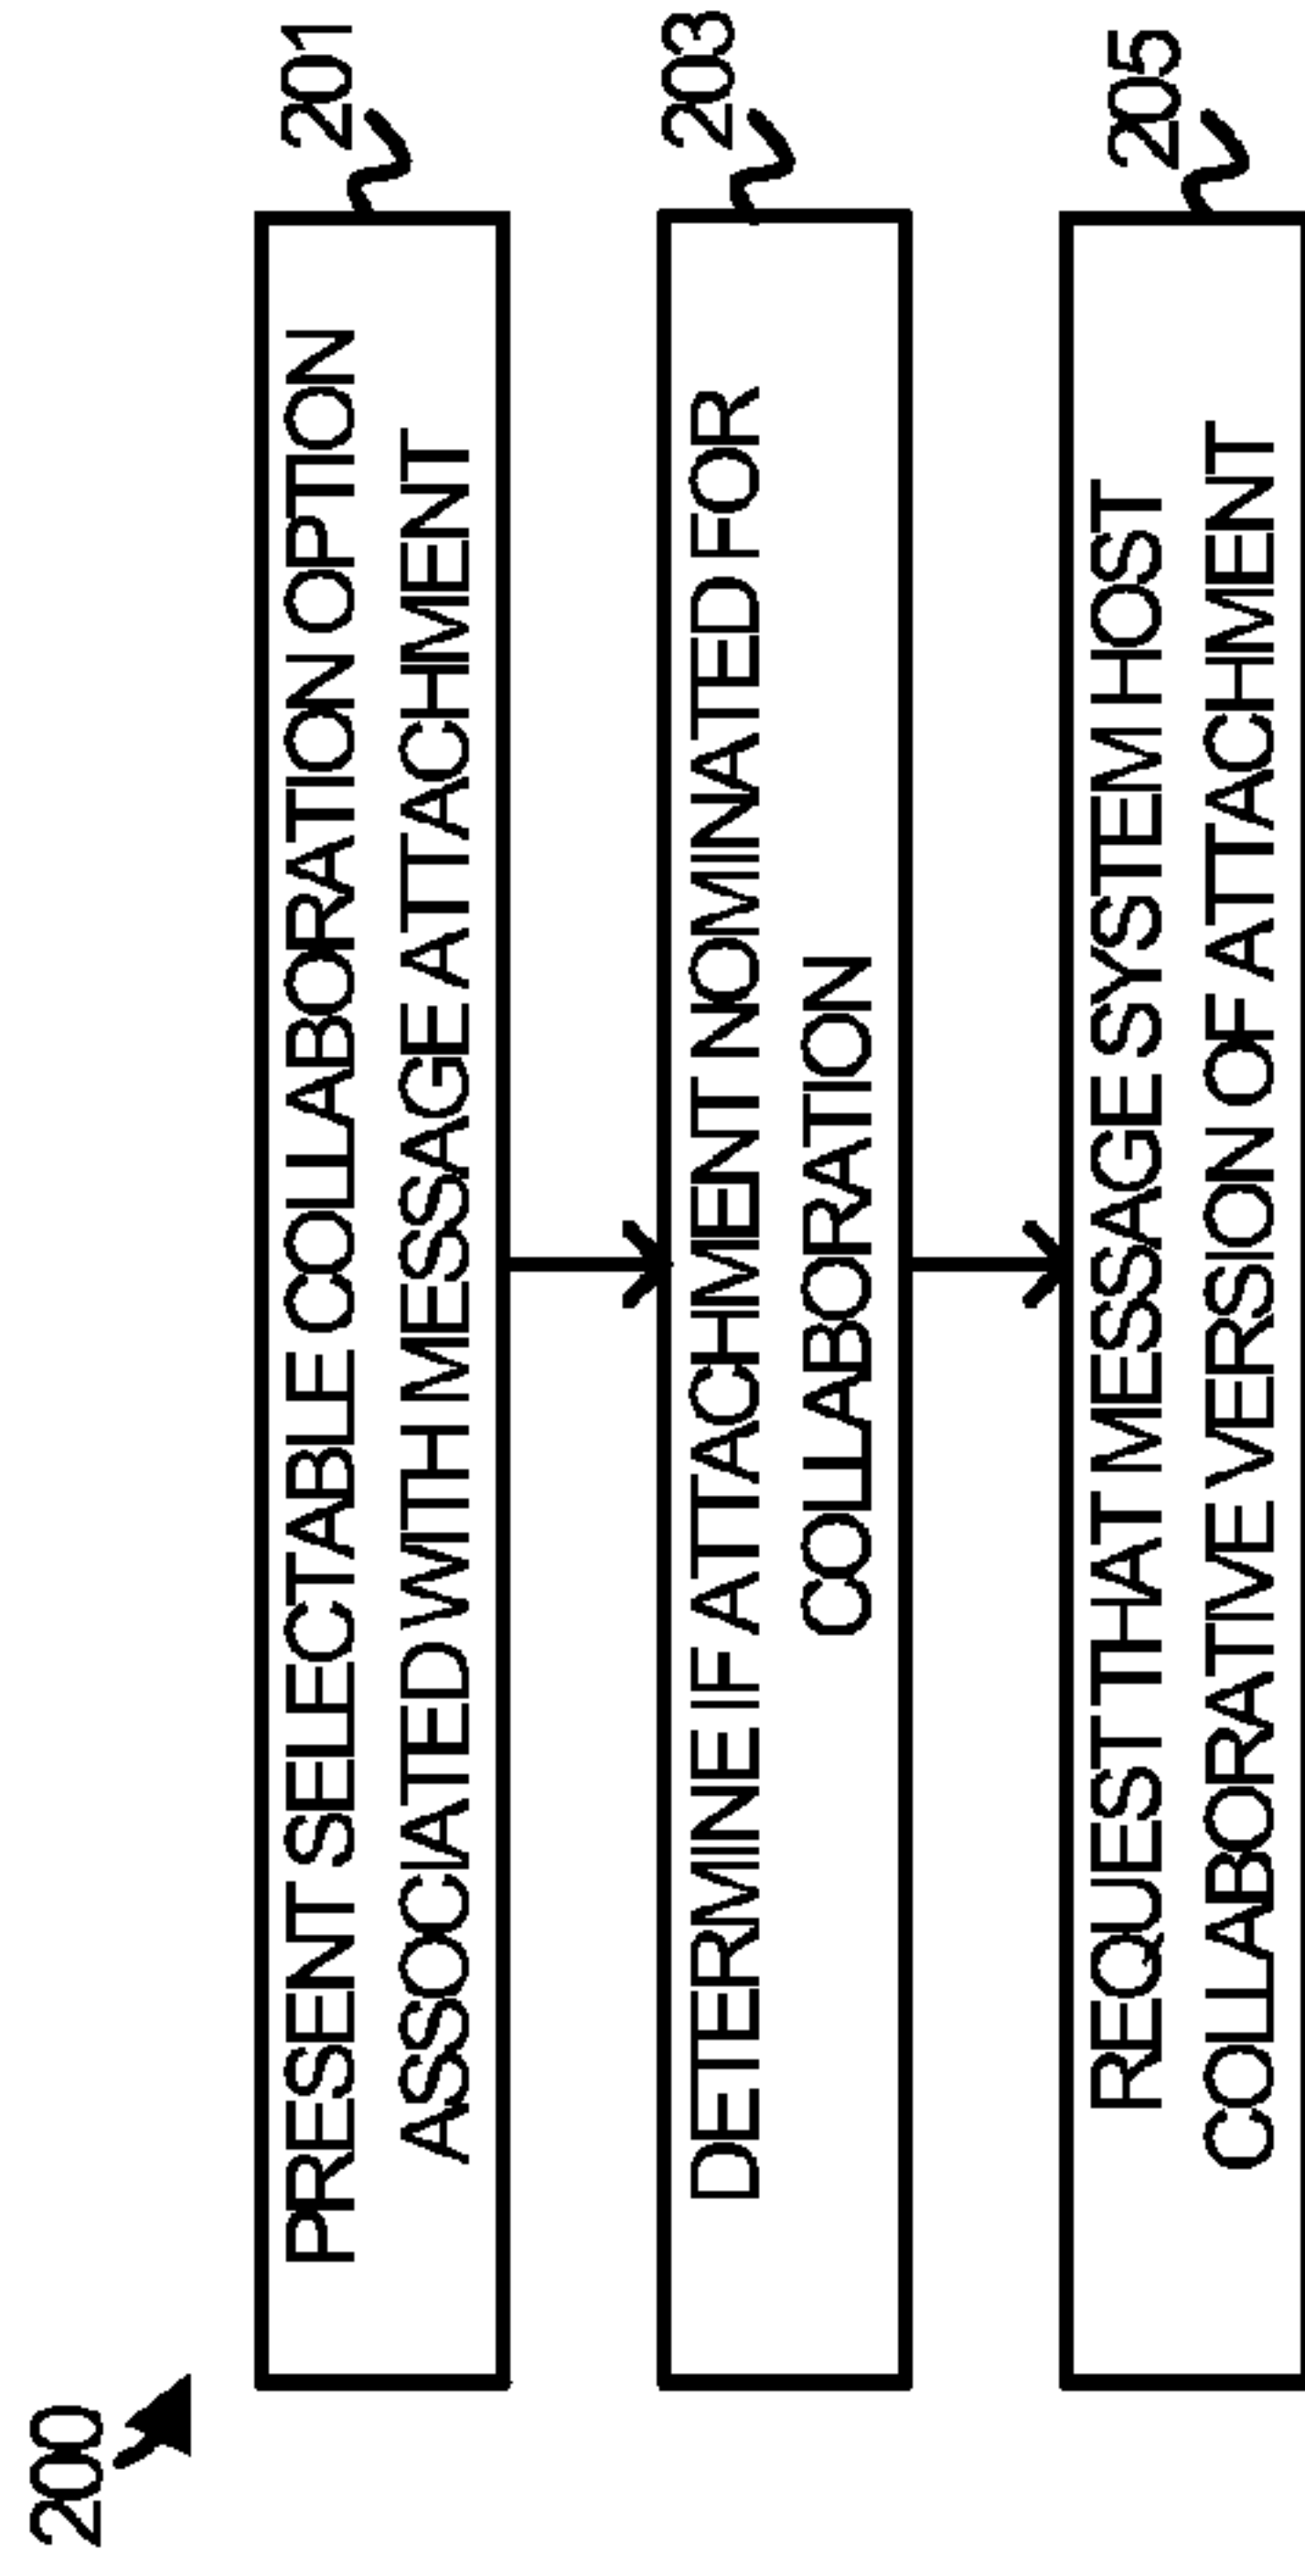 200
PRESENT SELECTABLE COLLABORATION OPTION
ASSOCIATED WITH MESSAGE ATTACHMENT
201
DETERMINE IF ATTACHMENT NOMINATED FOR
COLLABORATION
203
REQUEST THAT MESSAGE SYSTEM HOST
COLLABORATIVE VERSION OF ATTACHMENT
205